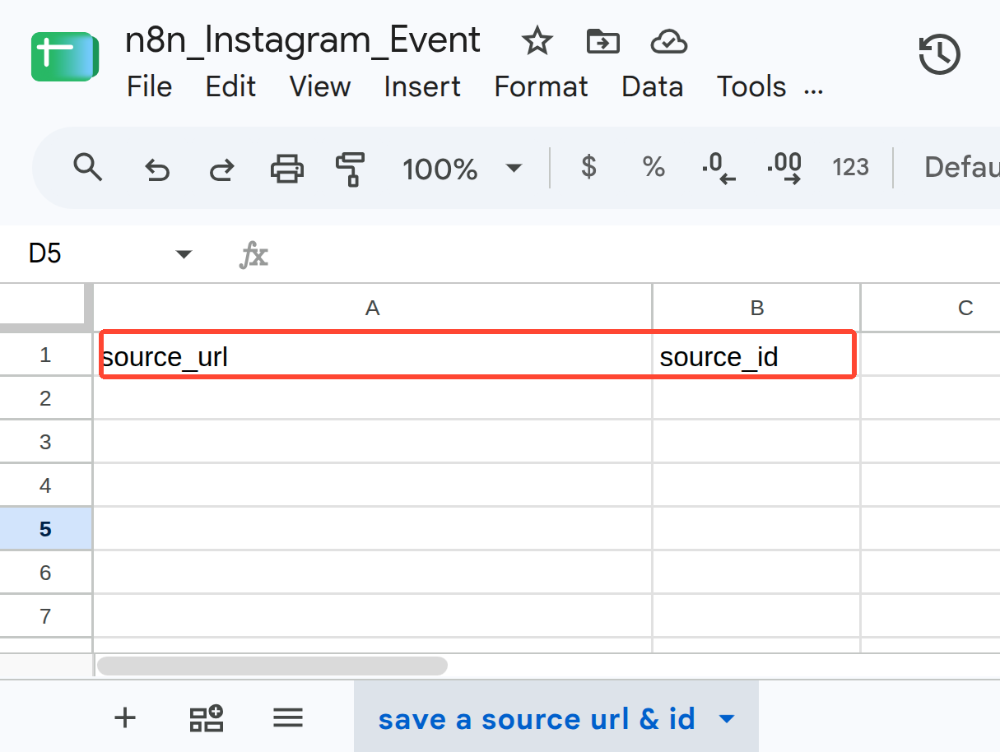 n8n_Instagram_Event
File Edit View Insert Format Data Tools ...
100% $ % .0 .00 123 Defau
D5 fx
A B C
1 source_url source_id
2
3
4
5
6
7
save a source url & id